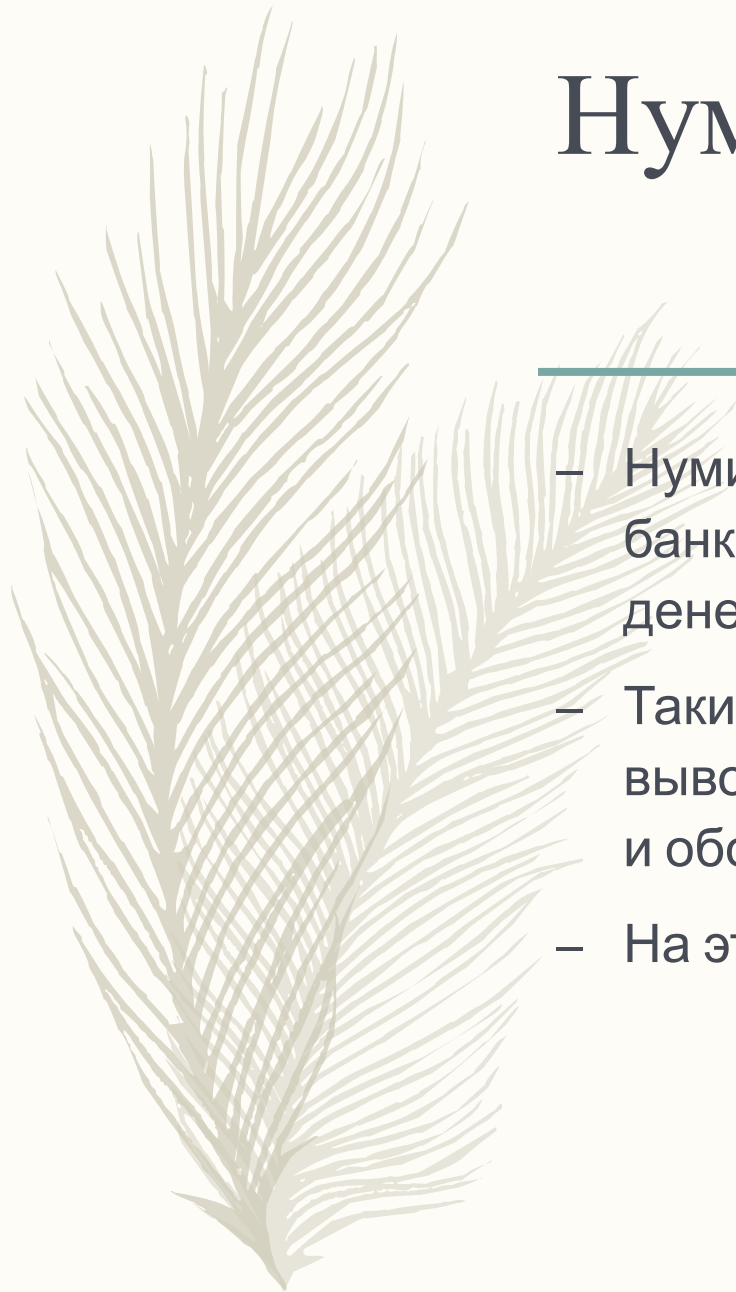 Нум
– Нуми
банк
дене
– Таки
выво
и обо
– На эт